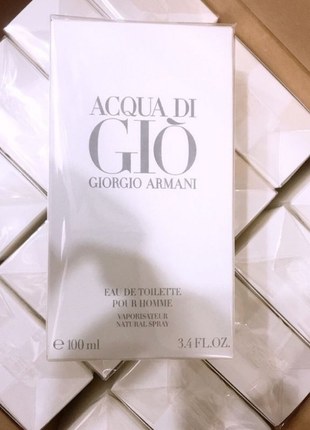 ACQUA DI
GIÒ
GIORGIO ARMANI
EAU DE TOILETTE
POUR HOMME
VAPORISATEUR
NATURAL SPRAY
℮ 100 ml 3.4 FL.OZ.